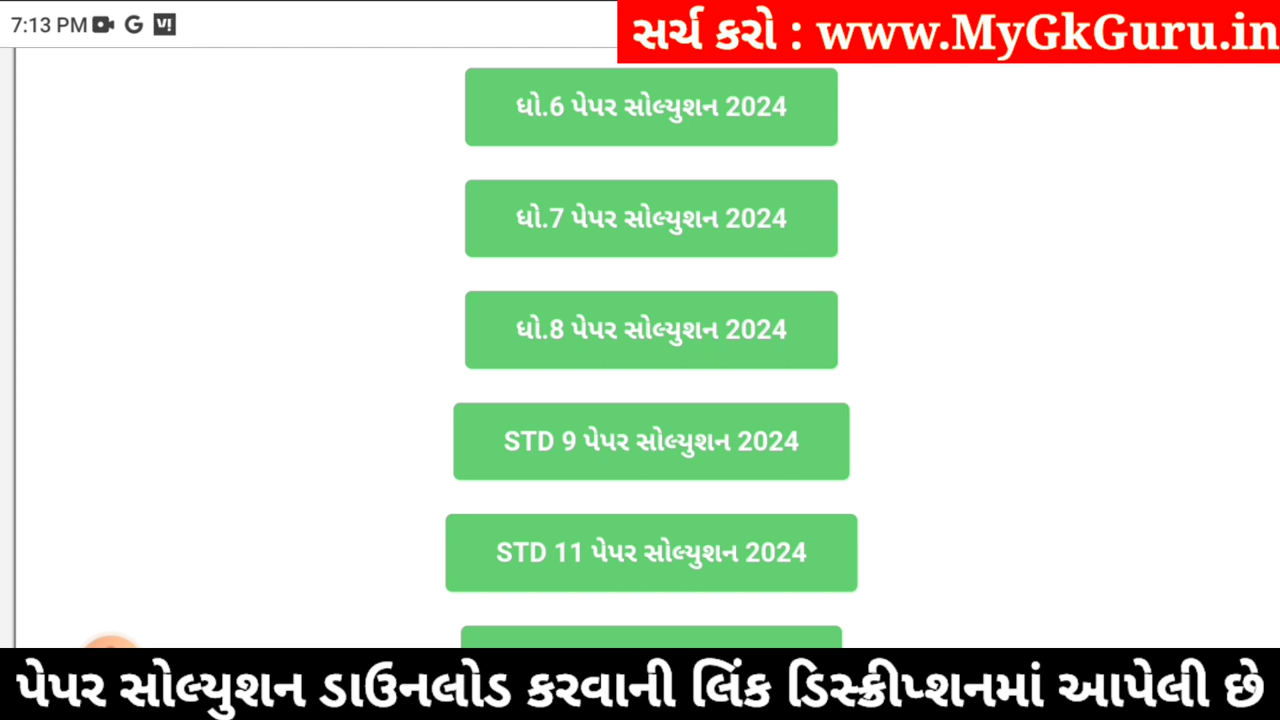 7:13 PM
સર્ચ કરો : www.MyGkGuru.in
ધો.6 પેપર સોલ્યુશન 2024
ધો.7 પેપર સોલ્યુશન 2024
ધો.8 પેપર સોલ્યુશન 2024
STD 9 પેપર સોલ્યુશન 2024
STD 11 પેપર સોલ્યુશન 2024
પેપર સોલ્યુશન ડાઉનલોડ કરવાની લિંક ડિસ્ક્રીપ્શનમાં આપેલી છે